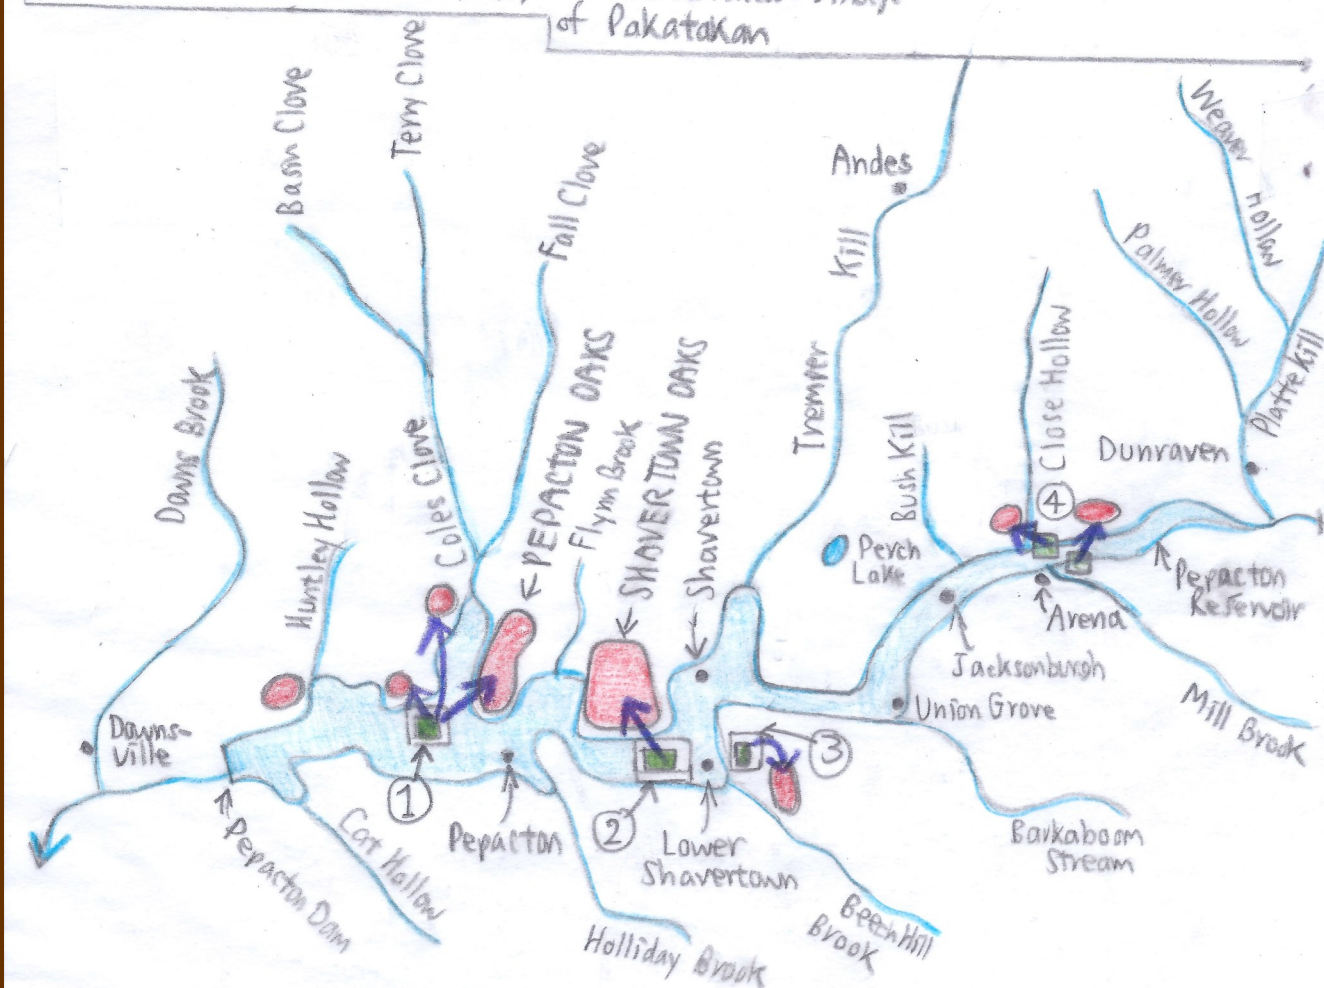 of Pakatakan
Basin Clove
Terry Clove
Fall Clove
Andes
Weaver Hollow
Palmer Hollow
Platte Kill
Tremper Kill
Downs Brook
Huntley Hollow
Coles Clove
PEPACTON OAKS
Flynn Brook
SHAVERTOWN OAKS
Shavertown
Bush Kill
Close Hollow
Dunraven
4
Perch
Lake
Pepacton
Reservoir
Arena
Jacksonburgh
Union Grove
Mill Brook
Downs-
ville
1
Pepacton
2
3
Lower
Shavertown
Barkaboom
Stream
Pepacton Dam
Cart Hollow
Holliday Brook
Beech Hill
Brook